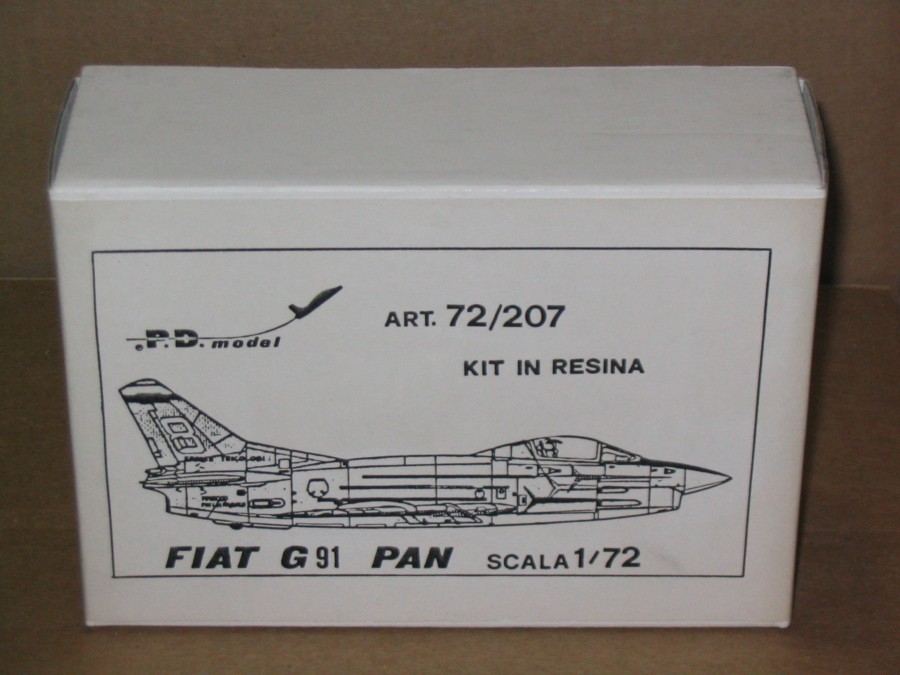 ©P.D. model
ART. 72/207
KIT IN RESINA
FIAT G91 PAN SCALA 1/72